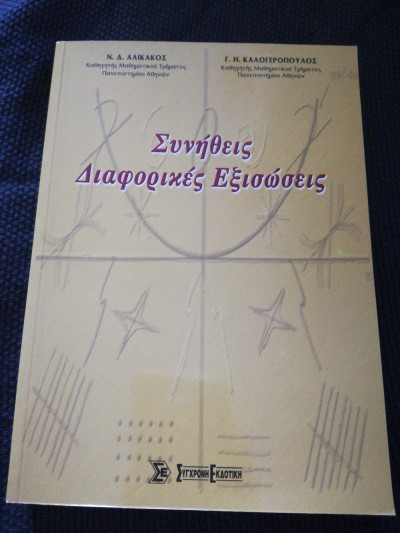 Ν. Δ. ΑΛΙΚΑΚΟΣ
Καθηγητής Μαθηματικού Τμήματος
Πανεπιστημίου Αθηνών
Γ. Η. ΚΑΛΟΓΕΡΟΠΟΥΛΟΣ
Καθηγητής Μαθηματικού Τμήματος
Πανεπιστημίου Αθηνών
Συνήθεις
Διαφορικές Εξισώσεις
ΣΕ ΣΥΓΧΡΟΝΗ ΕΚΔΟΤΙΚΗ